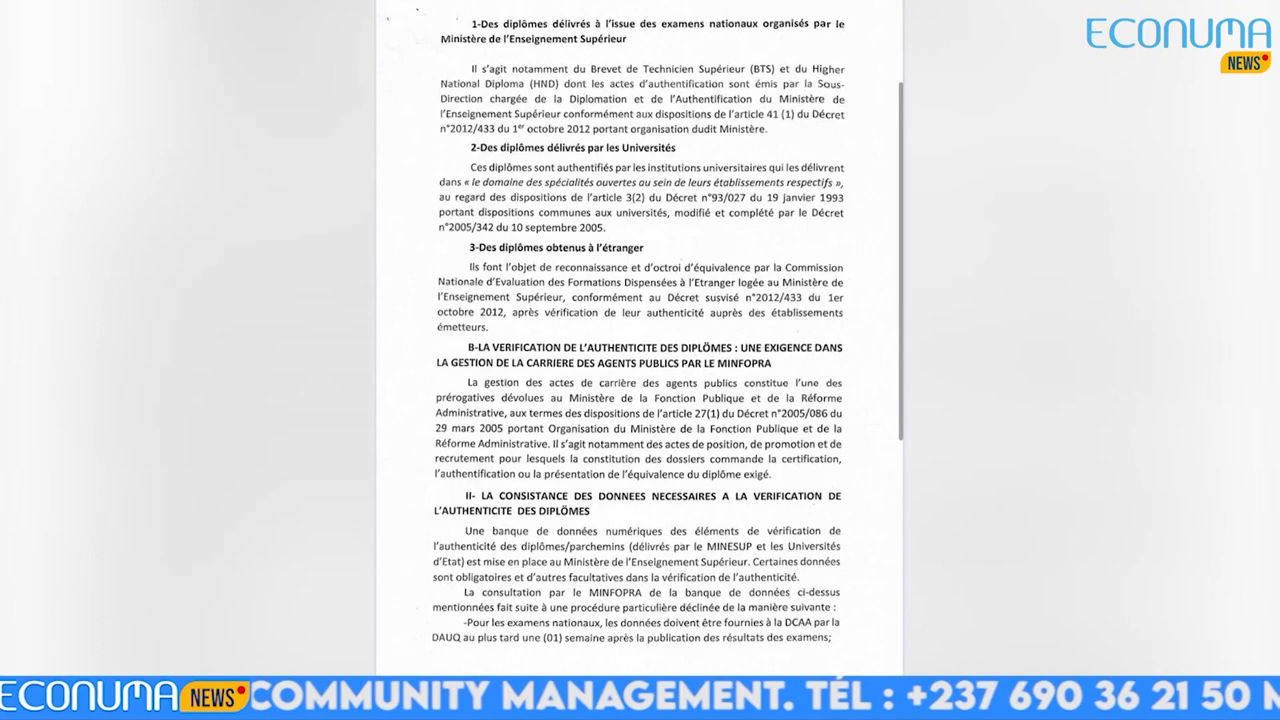 1-Des diplômes délivrés à l'issue des examens nationaux organisés par le
Ministère de l'Enseignement Supérieur
ECONUMA
NEWS
Il s'agit notamment du Brevet de Technicien Supérieur (BTS) et du Higher
National Diploma (HND) dont les actes d'authentification sont émis par la Sous-
Direction chargée de la Diplomation et de l'Authentification du Ministère de
l'Enseignement Supérieur conformément aux dispositions de l'article 41 (1) du Décret
n°2012/433 du 1er octobre 2012 portant organisation dudit Ministère.
2-Des diplômes délivrés par les Universités
Ces diplômes sont authentifiés par les institutions universitaires qui les délivrent
dans « le domaine des spécialités ouvertes au sein de leurs établissements respectifs »,
au regard des dispositions de l'article 3(2) du Décret n°93/027 du 19 janvier 1993
portant dispositions communes aux universités, modifié et complété par le Décret
n°2005/342 du 10 septembre 2005.
3-Des diplômes obtenus à l'étranger
Ils font l'objet de reconnaissance et d'octroi d'équivalence par la Commission
Nationale d'Evaluation des Formations Dispensées à l'Etranger logée au Ministère de
l'Enseignement Supérieur, conformément au Décret susvisé n°2012/433 du 1er
octobre 2012, après vérification de leur authenticité auprès des établissements
émetteurs.
B-LA VERIFICATION DE L'AUTHENTICITE DES DIPLÖMES : UNE EXIGENCE DANS
LA GESTION DE LA CARRIERE DES AGENTS PUBLICS PAR LE MINFOPRA
La gestion des actes de carrière des agents publics constitue l'une des
prérogatives dévolues au Ministère de la Fonction Publique et de la Réforme
Administrative, aux termes des dispositions de l'article 27(1) du Décret n°2005/086 du
29 mars 2005 portant Organisation du Ministère de la Fonction Publique et de la
Réforme Administrative. Il s'agit notamment des actes de position, de promotion et de
recrutement pour lesquels la constitution des dossiers commande la certification,
l'authentification ou la présentation de l'équivalence du diplôme exigé.
II- LA CONSISTANCE DES DONNEES NECESSAIRES A LA VERIFICATION DE
L'AUTHENTICITE DES DIPLÖMES
Une banque de données numériques des éléments de vérification de
l'authenticité des diplômes/parchemins (délivrés par le MINESUP et les Universités
d'Etat) est mise en place au Ministère de l'Enseignement Supérieur. Certaines données
sont obligatoires et d'autres facultatives dans la vérification de l'authenticité.
La consultation par le MINFOPRA de la banque de données ci-dessus
mentionnées fait suite à une procédure particulière déclinée de la manière suivante :
-Pour les examens nationaux, les données doivent être fournies à la DCAA par la
DAUQ au plus tard une (01) semaine après la publication des résultats des examens;
ECONUMA NEWS COMMUNITY MANAGEMENT. TÉL : +237 690 36 21 50